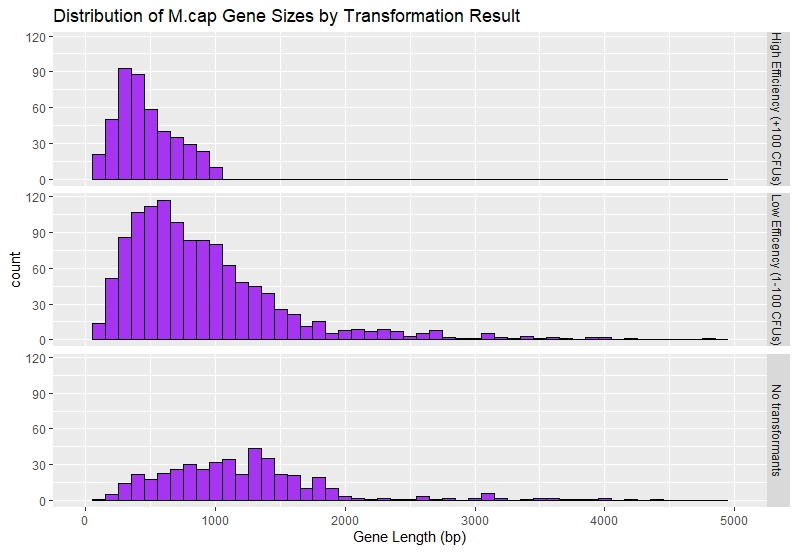 Distribution of M.cap Gene Sizes by Transformation Result
120
90
60
30
0
High Efficiency (+100 CFUs)
120
90
60
30
0
Low Efficency (1-100 CFUs)
120
90
60
30
0
No transformants
count
0 1000 2000 3000 4000 5000
Gene Length (bp)